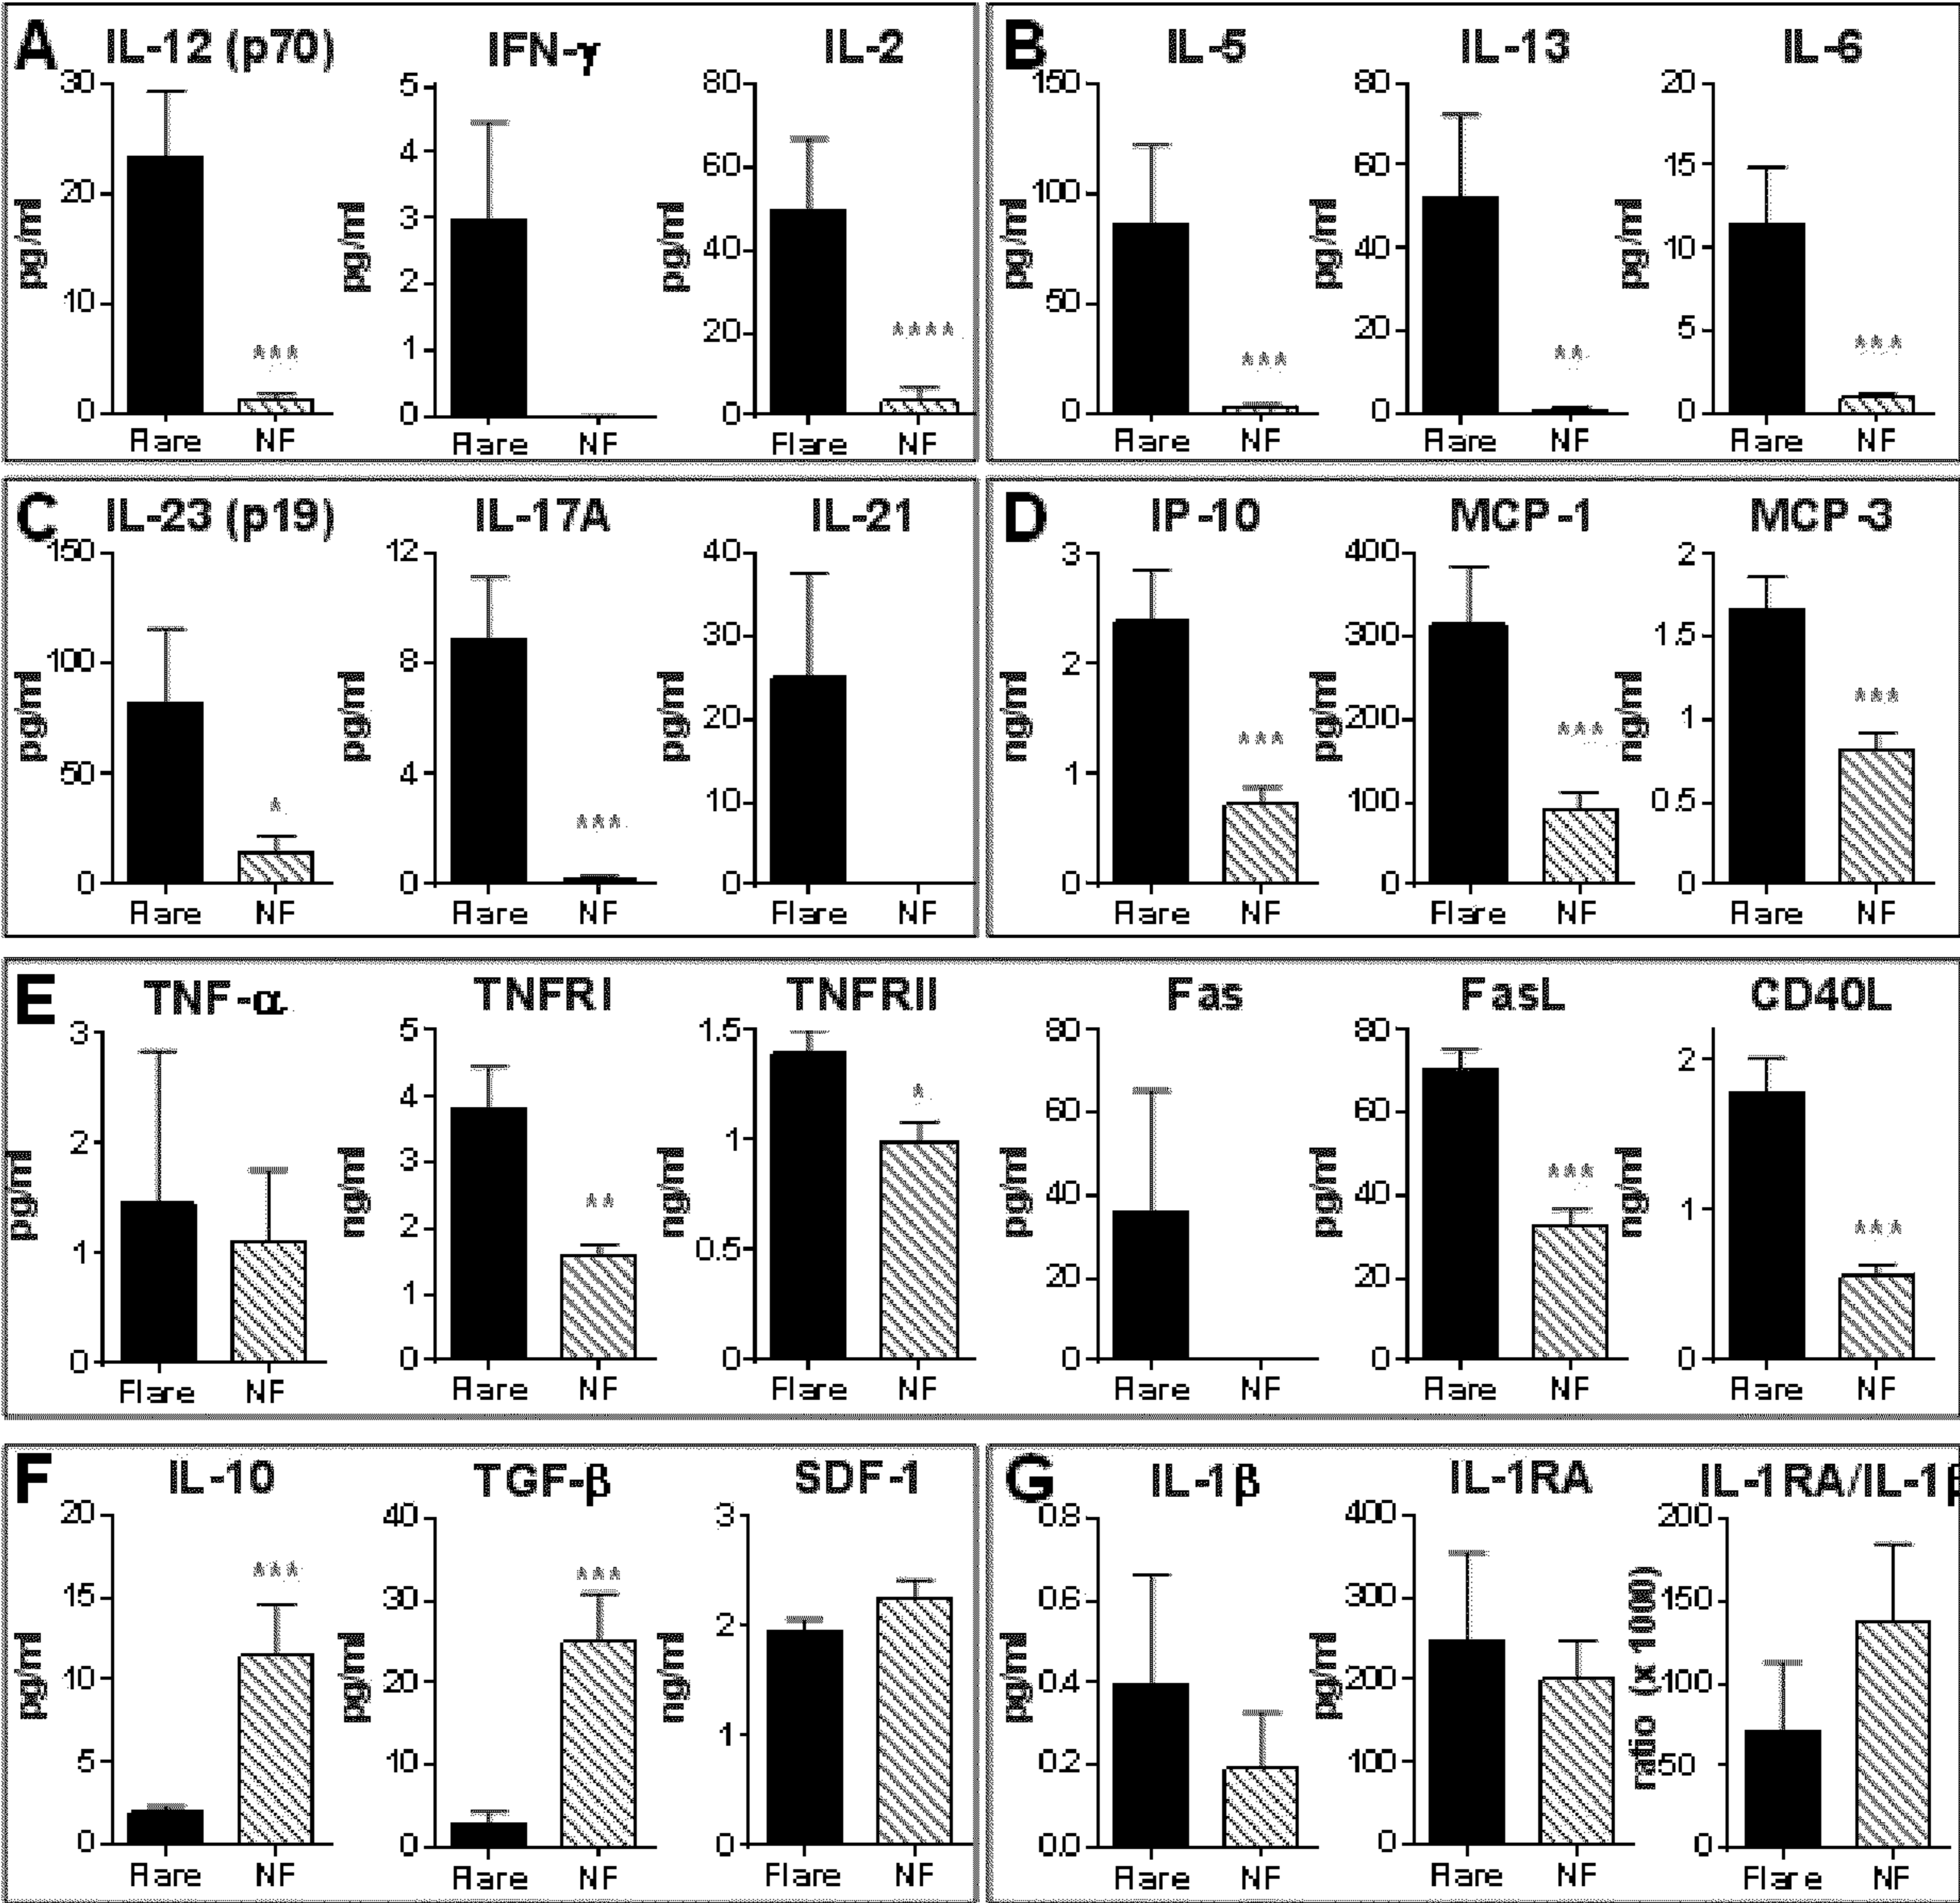 A IL-12 (p70) IFN-γ IL-2
30 20 10 0 pg/ml *** Flare NF
5 4 3 2 1 0 pg/ml Flare NF
80 60 40 20 0 pg/ml **** Flare NF
B IL-5 IL-13 IL-6
150 100 50 0 pg/ml *** Flare NF
80 60 40 20 0 pg/ml ** Flare NF
20 15 10 5 0 pg/ml *** Flare NF
C IL-23 (p19) IL-17A IL-21
150 100 50 0 pg/ml * Flare NF
12 8 4 0 pg/ml *** Flare NF
40 30 20 10 0 pg/ml Flare NF
D IP-10 MCP-1 MCP-3
3 2 1 0 ng/ml *** Flare NF
400 300 200 100 0 pg/ml *** Flare NF
2 1.5 1 0.5 0 ng/ml *** Flare NF
E TNF-α TNFRI TNFRII Fas FasL CD40L
3 2 1 0 pg/ml Flare NF
5 4 3 2 1 0 ng/ml ** Flare NF
1.5 1 0.5 0 ng/ml * Flare NF
80 60 40 20 0 pg/ml Flare NF
80 60 40 20 0 pg/ml *** Flare NF
2 1 0 ng/ml *** Flare NF
F IL-10 TGF-β SDF-1
20 15 10 5 0 pg/ml *** Flare NF
40 30 20 10 0 pg/ml *** Flare NF
3 2 1 0 ng/ml Flare NF
G IL-1β IL-1RA IL-1RA/IL-1β
0.8 0.6 0.4 0.2 0.0 pg/ml Flare NF
400 300 200 100 0 pg/ml Flare NF
200 150 100 50 0 ratio (x 1000) Flare NF